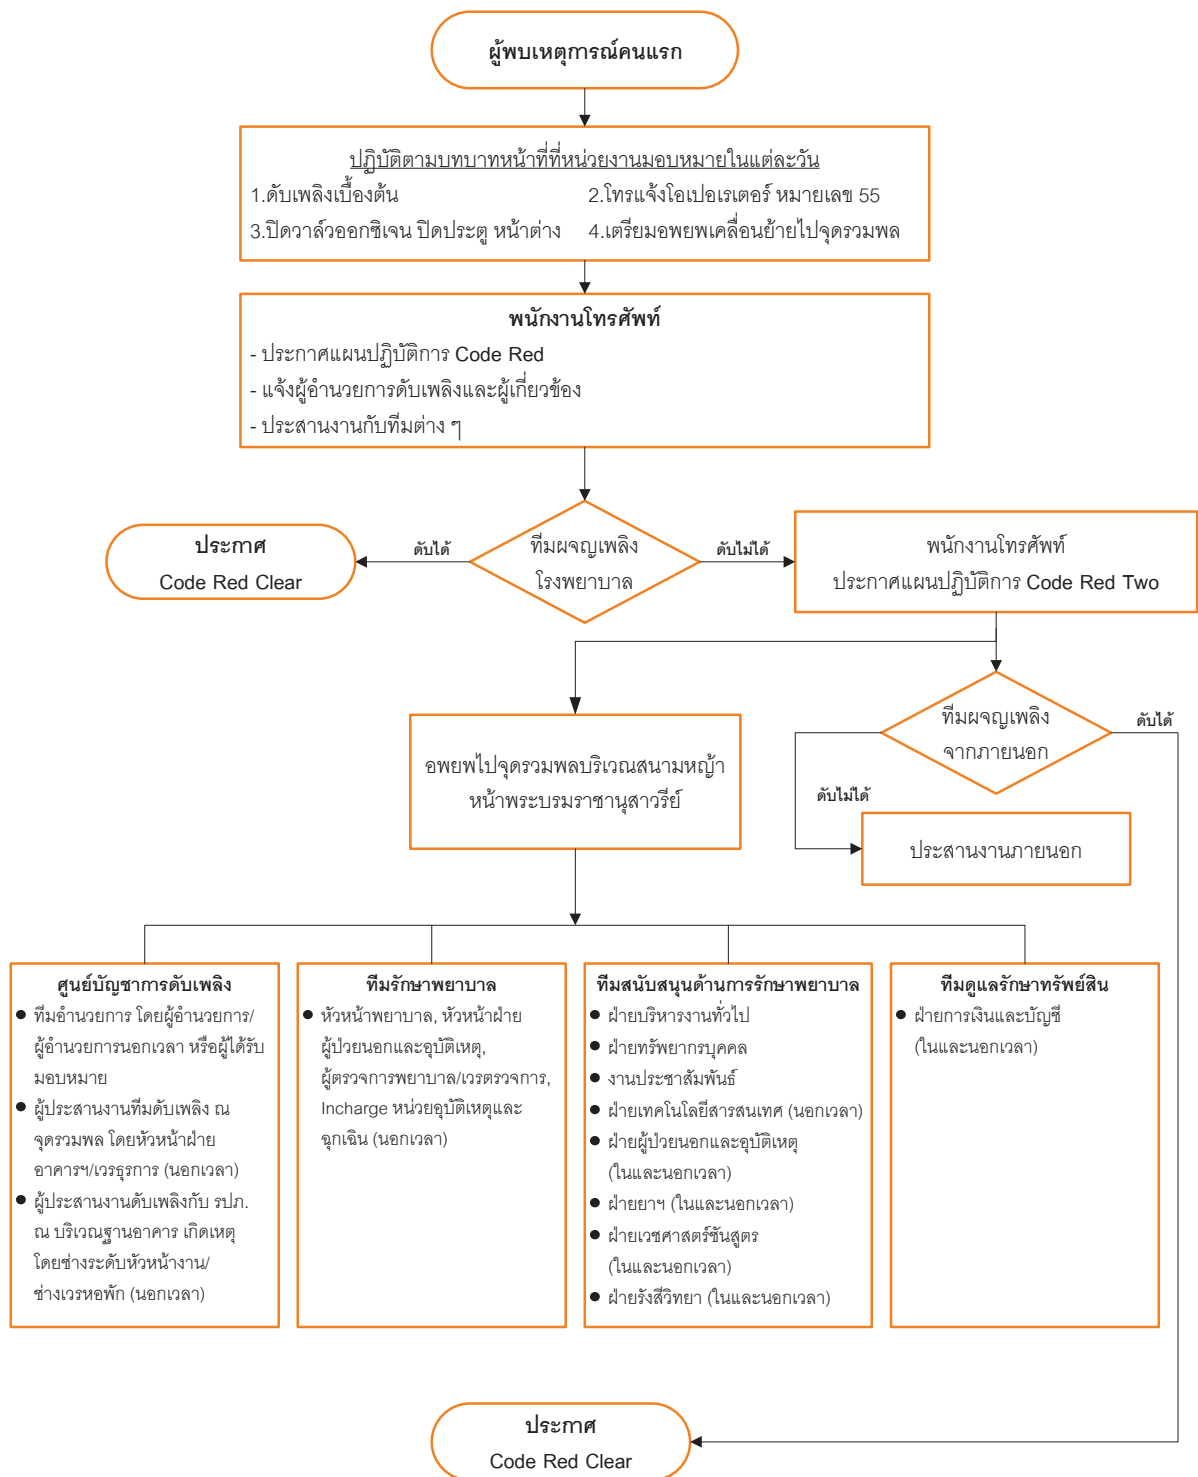 ผู้พบเหตุการณ์คนแรก
ปฏิบัติตามบทบาทหน้าที่ที่หน่วยงานมอบหมายในแต่ละวัน
1.ดับเพลิงเบื้องต้น
2.โทรแจ้งโอเปอเรเตอร์ หมายเลข 55
3.ปิดวาล์วออกซิเจน ปิดประตู หน้าต่าง
4.เตรียมอพยพเคลื่อนย้ายไปจุดรวมพล
พนักงานโทรศัพท์
- ประกาศแผนปฏิบัติการ Code Red
- แจ้งผู้อำนวยการดับเพลิงและผู้เกี่ยวข้อง
- ประสานงานกับทีมต่าง ๆ
ทีมผจญเพลิง
โรงพยาบาล
ดับได้
ประกาศ
Code Red Clear
ดับไม่ได้
พนักงานโทรศัพท์
ประกาศแผนปฏิบัติการ Code Red Two
ทีมผจญเพลิง
จากภายนอก
ดับได้
ดับไม่ได้
ประสานงานภายนอก
อพยพไปจุดรวมพลบริเวณสนามหญ้า
หน้าพระบรมราชานุสาวรีย์
ศูนย์บัญชาการดับเพลิง
● ทีมอำนวยการ โดยผู้อำนวยการ/
ผู้อำนวยการนอกเวลา หรือผู้ได้รับ
มอบหมาย
● ผู้ประสานงานทีมดับเพลิง ณ
จุดรวมพล โดยหัวหน้าฝ่าย
อาคารฯ/เวรธุรการ (นอกเวลา)
● ผู้ประสานงานดับเพลิงกับ รปภ.
ณ บริเวณฐานอาคาร เกิดเหตุ
โดยช่างระดับหัวหน้างาน/
ช่างเวรหอพัก (นอกเวลา)
ทีมรักษาพยาบาล
● หัวหน้าพยาบาล, หัวหน้าฝ่าย
ผู้ป่วยนอกและอุบัติเหตุ,
ผู้ตรวจการพยาบาล/เวรตรวจการ,
Incharge หน่วยอุบัติเหตุและ
ฉุกเฉิน (นอกเวลา)
ทีมสนับสนุนด้านการรักษาพยาบาล
● ฝ่ายบริหารงานทั่วไป
● ฝ่ายทรัพยากรบุคคล
● งานประชาสัมพันธ์
● ฝ่ายเทคโนโลยีสารสนเทศ (นอกเวลา)
● ฝ่ายผู้ป่วยนอกและอุบัติเหตุ
(ในและนอกเวลา)
● ฝ่ายยาฯ (ในและนอกเวลา)
● ฝ่ายเวชศาสตร์ชันสูตร
(ในและนอกเวลา)
● ฝ่ายรังสีวิทยา (ในและนอกเวลา)
ทีมดูแลรักษาทรัพย์สิน
● ฝ่ายการเงินและบัญชี
(ในและนอกเวลา)
ประกาศ
Code Red Clear